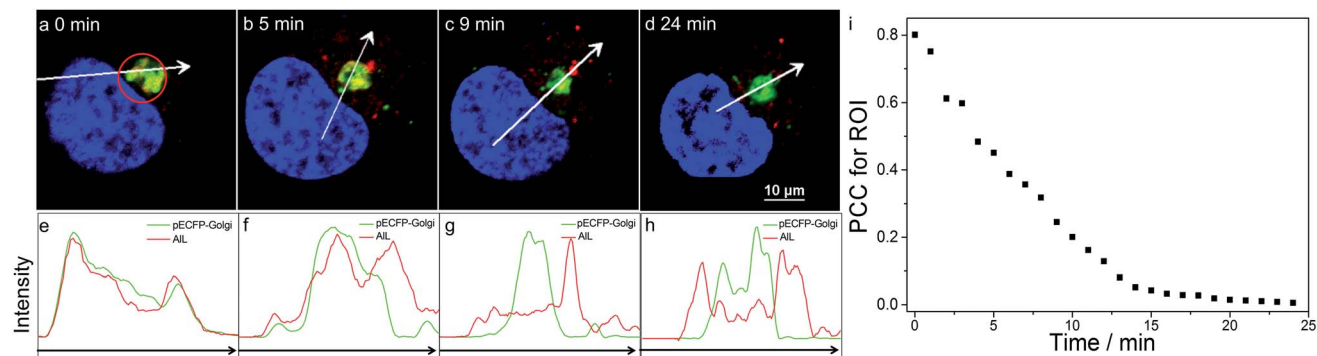 a 0 min
b 5 min
c 9 min
d 24 min
10 µm
e
pECFP-Golgi
AIL
f
pECFP-Golgi
AIL
g
pECFP-Golgi
AIL
h
pECFP-Golgi
AIL
Intensity
i
PCC for ROI
0.8
0.6
0.4
0.2
0.0
0 5 10 15 20 25
Time / min